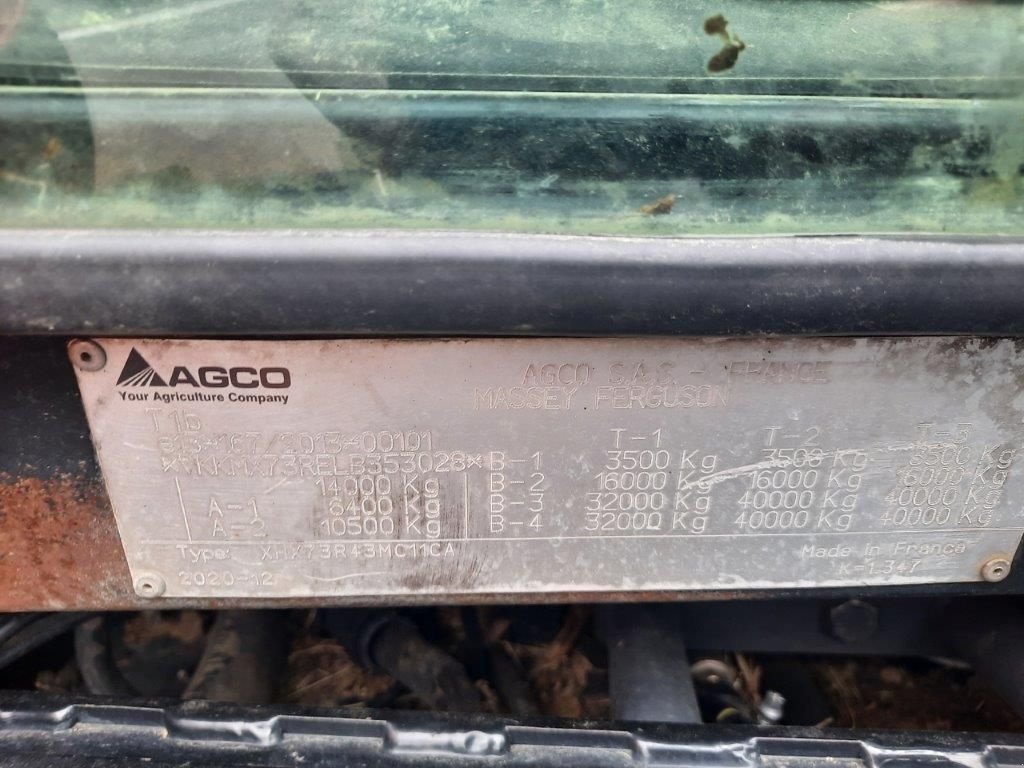 AGCO
Your Agriculture Company
AGCO S.A.S - FRANCE
MASSEY FERGUSON
T1b
167/2013*00101
T-1 T-2 T-3
B-1 3500 Kg 3500 Kg 3500 Kg
14000 Kg B-2 16000 Kg 16000 Kg 16000 Kg
A-1 6400 Kg B-3 32000 Kg 40000 Kg 40000 Kg
A-2 10500 Kg B-4 32000 Kg 40000 Kg 40000 Kg
Type: Made in France
2020-12 K-1.347